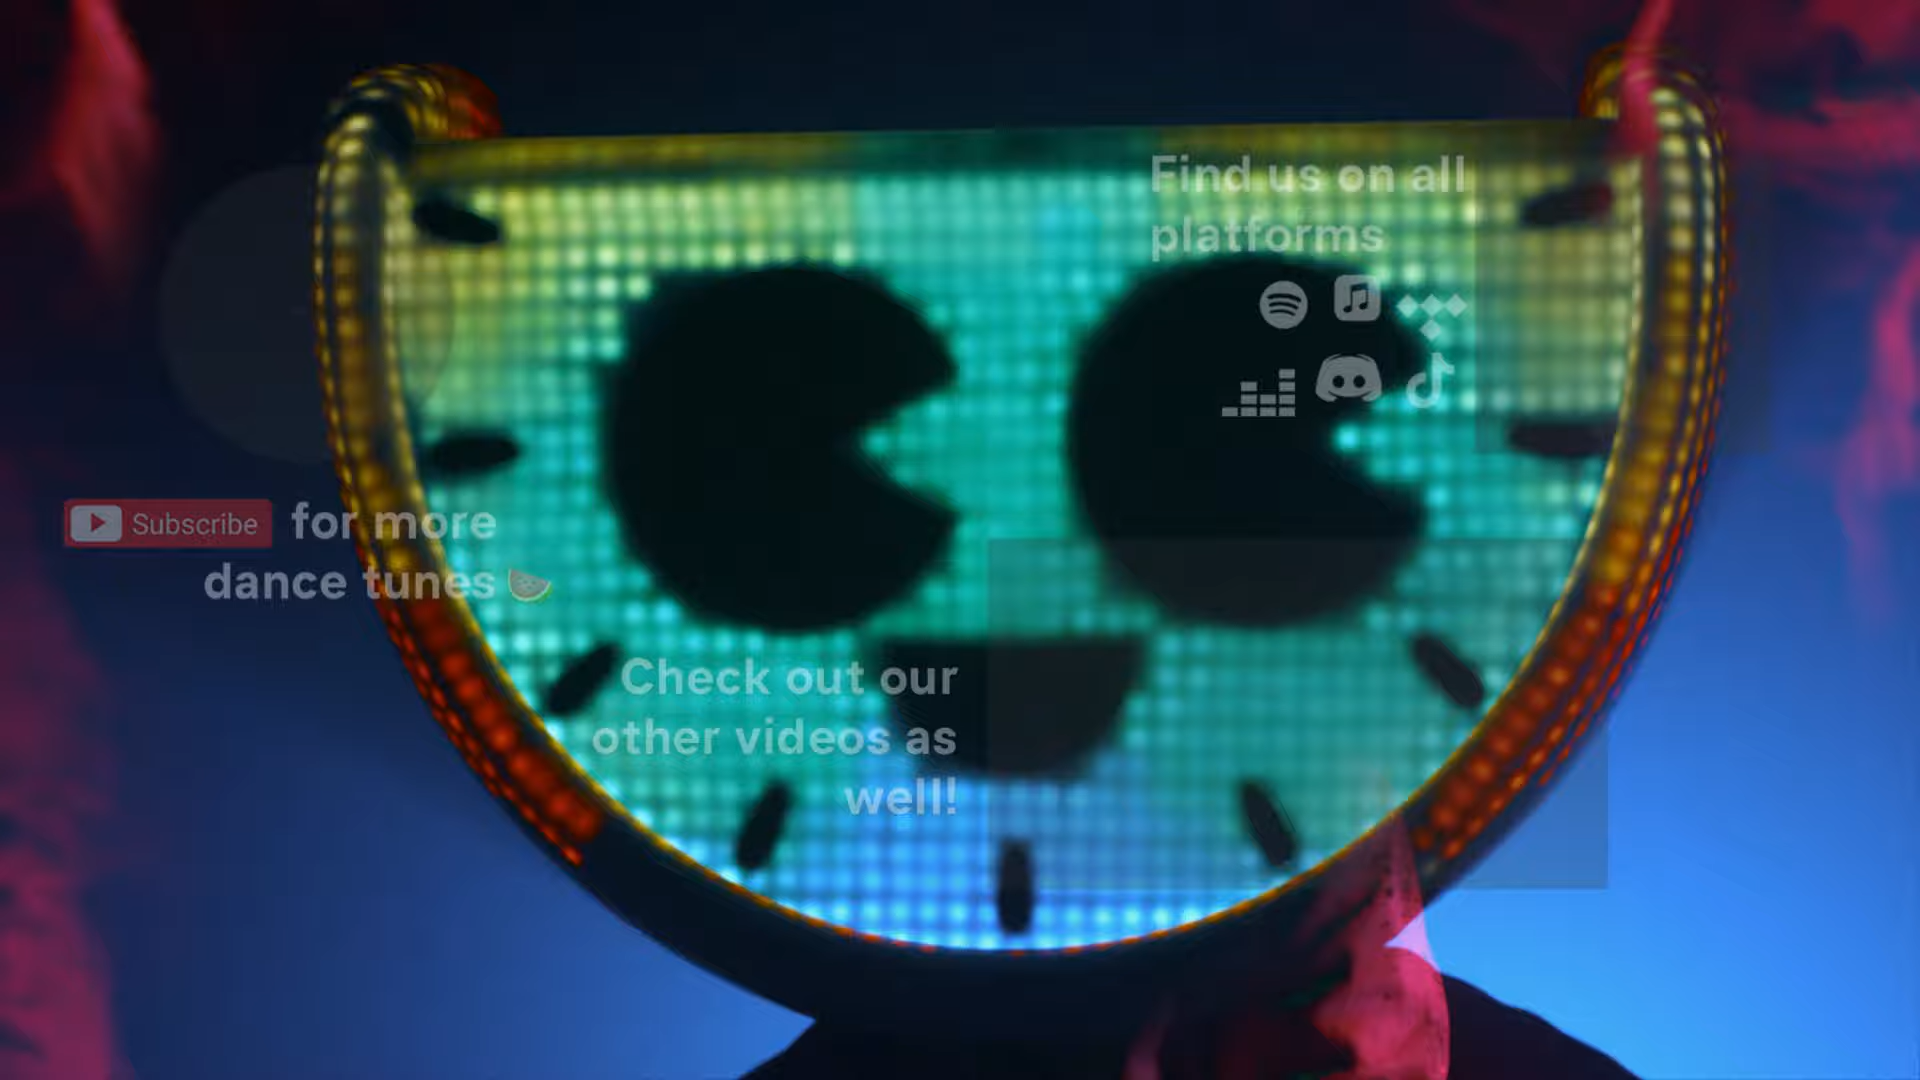 Find us on all
platforms
Subscribe for more
dance tunes
Check out our
other videos as
well!